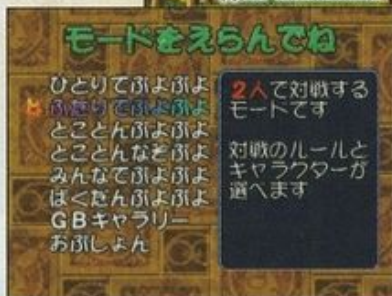 モードをえらんでね
ひとりでぷよぷよ
ふたりでぷよぷよ
とことんぷよぷよ
とことんなぞぷよ
みんなでぷよぷよ
ばくだんぷよぷよ
GBギャラリー
おぷしょん
2人で対戦する
モードです
対戦のルールと
キャラクターが
選べます